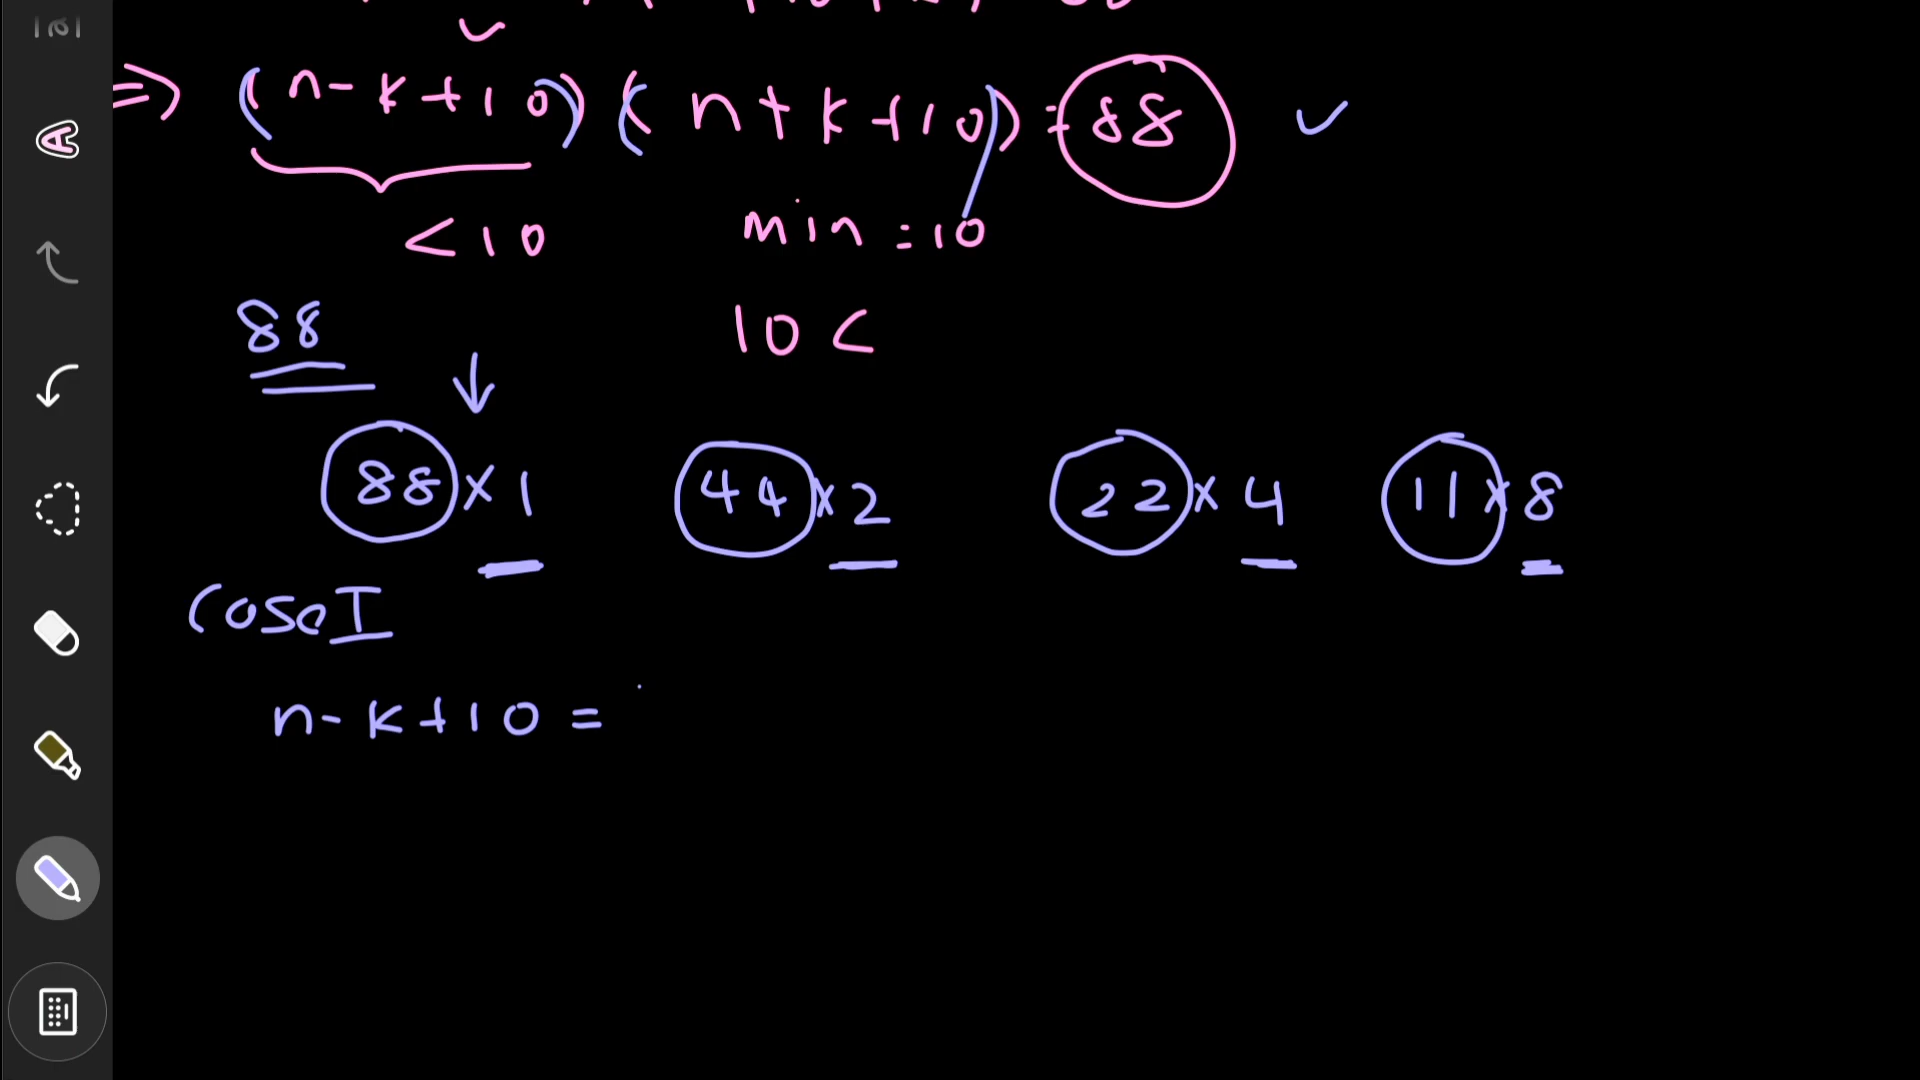 => (n-k+10) (n+k+10) = 88
<10
min = 10
10 <
88
88 x 1
44 x 2
22 x 4
11 x 8
Case I
n-k+10 =